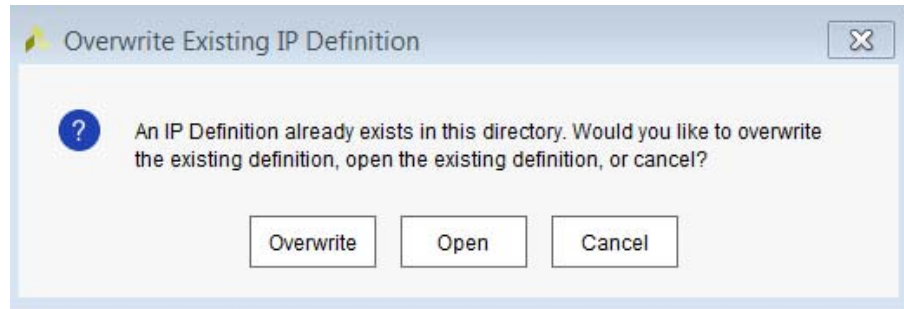 Overwrite Existing IP Definition
?
An IP Definition already exists in this directory. Would you like to overwrite
the existing definition, open the existing definition, or cancel?
Overwrite Open Cancel